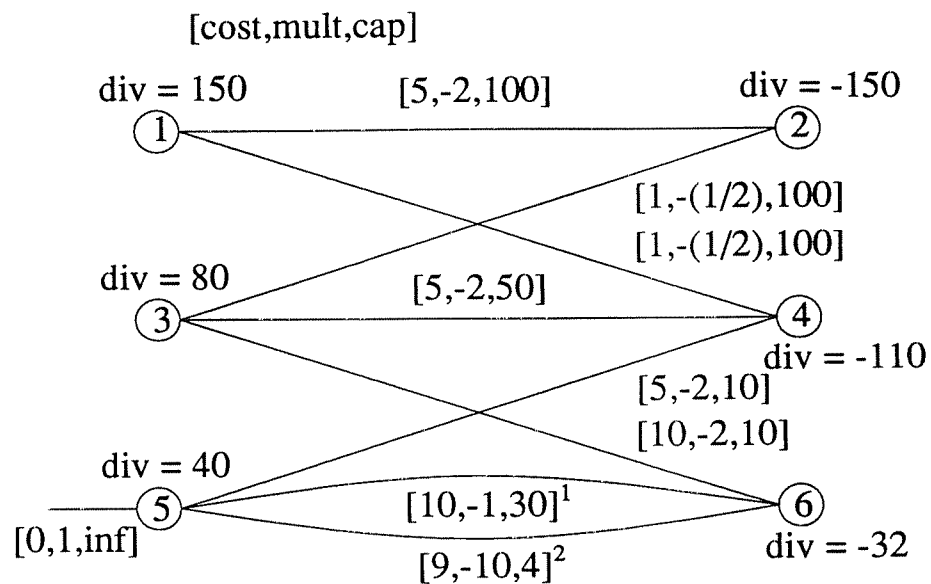 [cost,mult,cap]
div = 150
[5,-2,100]
div = -150
1
2
[1,-(1/2),100]
[1,-(1/2),100]
div = 80
[5,-2,50]
3
4
div = -110
[5,-2,10]
[10,-2,10]
div = 40
5
[10,-1,30]¹
6
[0,1,inf]
[9,-10,4]²
div = -32